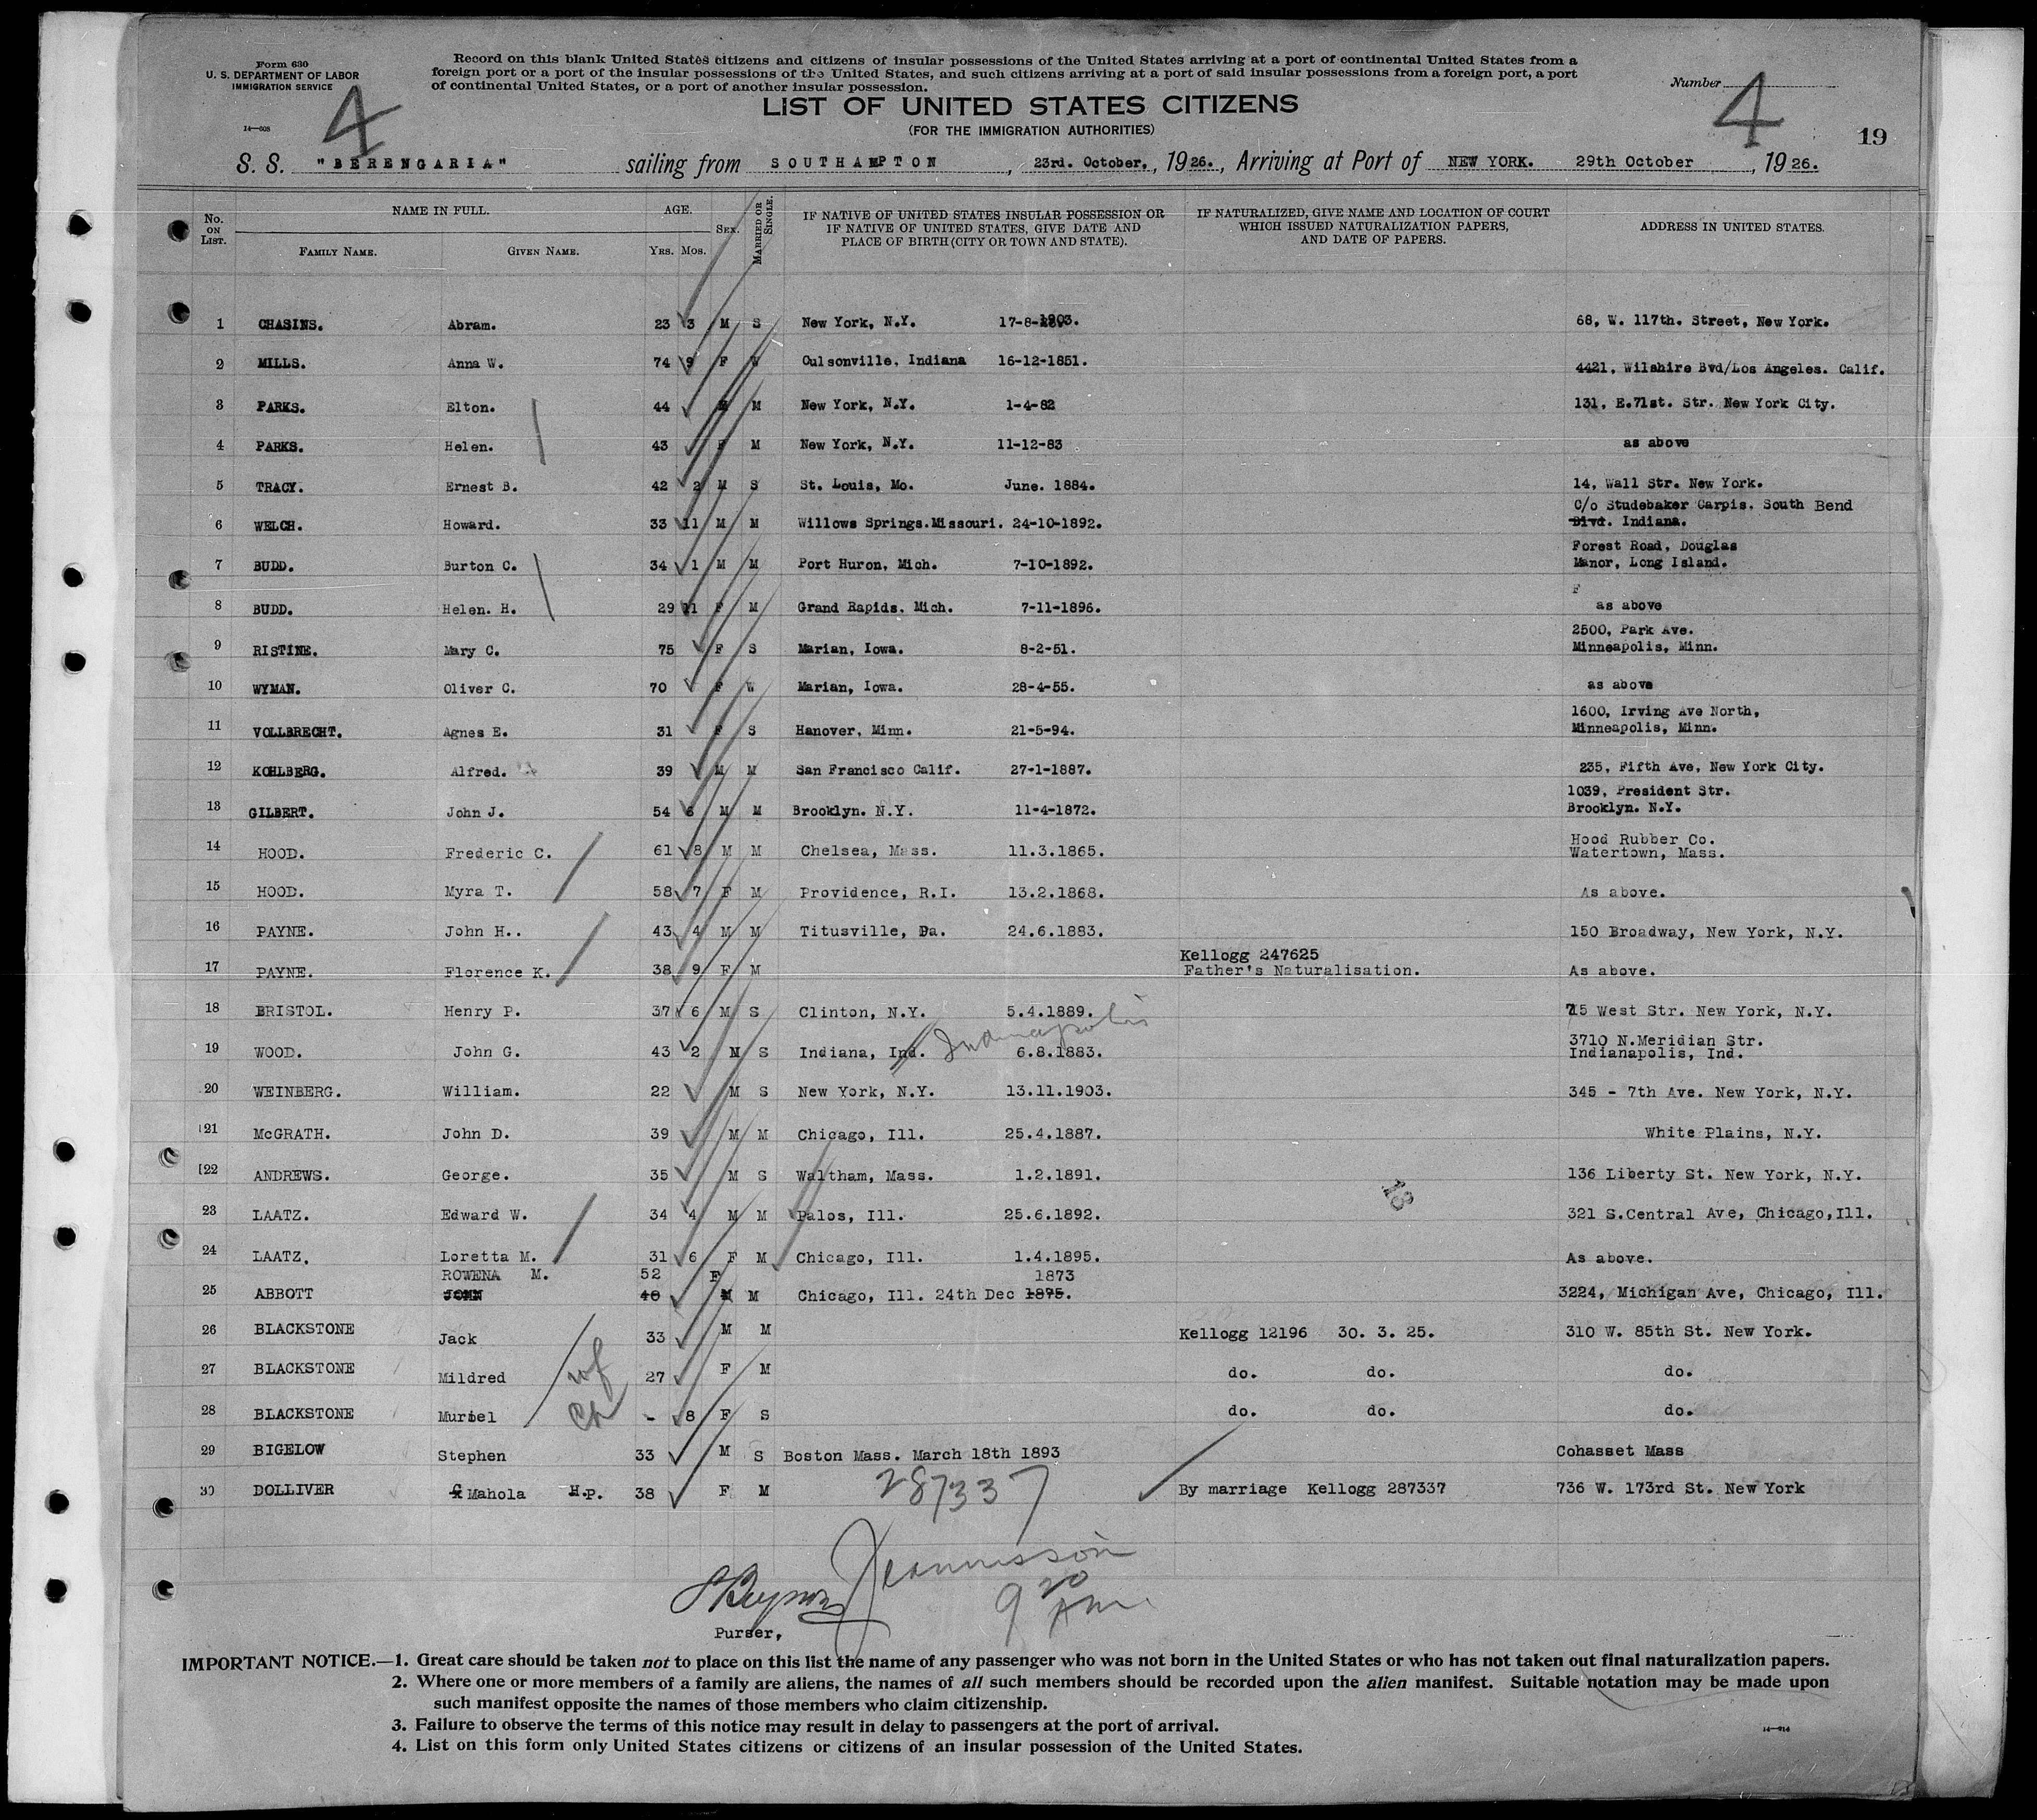 Form 630
U. S. DEPARTMENT OF LABOR
IMMIGRATION SERVICE
14—608
Record on this blank United States citizens and citizens of insular possessions of the United States arriving at a port of continental United States from a
foreign port or a port of the insular possessions of the United States, and such citizens arriving at a port of said insular possessions from a foreign port, a port
of continental United States, or a port of another insular possession.
LIST OF UNITED STATES CITIZENS
(FOR THE IMMIGRATION AUTHORITIES)
Number
4
4
19
S. S. "BERENGARIA" sailing from SOUTHAMPTON, 23rd. October, 1926., Arriving at Port of NEW YORK. 29th October, 1926.
No. ON LIST. NAME IN FULL. AGE. SEX. MARRIED OR SINGLE. IF NATIVE OF UNITED STATES INSULAR POSSESSION OR IF NATIVE OF UNITED STATES, GIVE DATE AND PLACE OF BIRTH (CITY OR TOWN AND STATE). IF NATURALIZED, GIVE NAME AND LOCATION OF COURT WHICH ISSUED NATURALIZATION PAPERS, AND DATE OF PAPERS. ADDRESS IN UNITED STATES.
FAMILY NAME. GIVEN NAME. YRS. MOS.
1 CHASINS. Abram. 23 3 M S New York, N.Y. 17-8-1903. 68, W. 117th. Street, New York.
2 MILLS. Anna W. 74 9 F W Oulsonville, Indiana 16-12-1851. 4421, Wilshire Bvd/Los Angeles. Calif.
3 PARKS. Elton. 44 M M New York, N.Y. 1-4-82 131, E.71st. Str. New York City.
4 PARKS. Helen. 43 F M New York, N.Y. 11-12-83 as above
5 TRACY. Ernest B. 42 2 M S St. Louis, Mo. June. 1884. 14, Wall Str. New York.
6 WELCH. Howard. 33 11 M M Willows Springs.Missouri. 24-10-1892. C/o Studebaker Carpis. South Bend
Blvd. Indiana.
7 BUDD. Burton C. 34 1 M M Port Huron, Mich. 7-10-1892. Forest Road, Douglas
Manor, Long Island.
8 BUDD. Helen. H. 29 11 F M Grand Rapids. Mich. 7-11-1896. F
as above
9 RISTINE. Mary C. 75 F S Marian, Iowa. 8-2-51. 2500, Park Ave.
Minneapolis, Minn.
10 WYMAN. Oliver C. 70 F W Marian, Iowa. 28-4-55. as above
11 VOLLBRECHT. Agnes E. 31 F S Hanover, Minn. 21-5-94. 1600, Irving Ave North,
Minneapolis, Minn.
12 KOHLBERG. Alfred. 39 M M San Francisco Calif. 27-1-1887. 235, Fifth Ave, New York City.
13 GILBERT. John J. 54 6 M M Brooklyn. N.Y. 11-4-1872. 1039, President Str.
Brooklyn. N.Y.
14 HOOD. Frederic C. 61 8 M M Chelsea, Mass. 11.3.1865. Hood Rubber Co.
Watertown, Mass.
15 HOOD. Myra T. 58 7 F M Providence, R.I. 13.2.1868. As above.
16 PAYNE. John H.. 43 4 M M Titusville, Pa. 24.6.1883. 150 Broadway, New York, N.Y.
17 PAYNE. Florence K. 38 9 F M Kellogg 247625
Father's Naturalisation. As above.
18 BRISTOL. Henry P. 37 6 M S Clinton, N.Y. 5.4.1889. 75 West Str. New York, N.Y.
19 WOOD. John G. 43 2 M S Indiana, Ind. Indianapolis 6.8.1883. 3710 N.Meridian Str.
Indianapolis, Ind.
20 WEINBERG. William. 22 M S New York, N.Y. 13.11.1903. 345 - 7th Ave. New York, N.Y.
21 McGRATH. John D. 39 M M Chicago, Ill. 25.4.1887. White Plains, N.Y.
22 ANDREWS. George. 35 M S Waltham, Mass. 1.2.1891. 136 Liberty St. New York, N.Y.
13
23 LAATZ. Edward W. 34 4 M M Palos, Ill. 25.6.1892. 321 S.Central Ave, Chicago,Ill.
24 LAATZ. Loretta M. 31 6 F M Chicago, Ill. 1.4.1895. As above.
ROWENA M. 52 F 1873
25 ABBOTT JOHN 40 M M Chicago, Ill. 24th Dec 1875. 3224, Michigan Ave, Chicago, Ill.
26 BLACKSTONE Jack 33 M M Kellogg 12196 30. 3. 25. 310 W. 85th St. New York.
27 BLACKSTONE Mildred wf 27 F M do. do. do.
28 BLACKSTONE Muriel ch - 8 F S do. do. do.
29 BIGELOW Stephen 33 M S Boston Mass. March 18th 1893 Cohasset Mass
30 DOLLIVER G Mahola H.P. 38 F M By marriage Kellogg 287337 736 W. 173rd St. New York
287337
9 20 AM.
Purser,
IMPORTANT NOTICE.—1. Great care should be taken not to place on this list the name of any passenger who was not born in the United States or who has not taken out final naturalization papers.
2. Where one or more members of a family are aliens, the names of all such members should be recorded upon the alien manifest. Suitable notation may be made upon
such manifest opposite the names of those members who claim citizenship.
3. Failure to observe the terms of this notice may result in delay to passengers at the port of arrival.
4. List on this form only United States citizens or citizens of an insular possession of the United States.
14—914